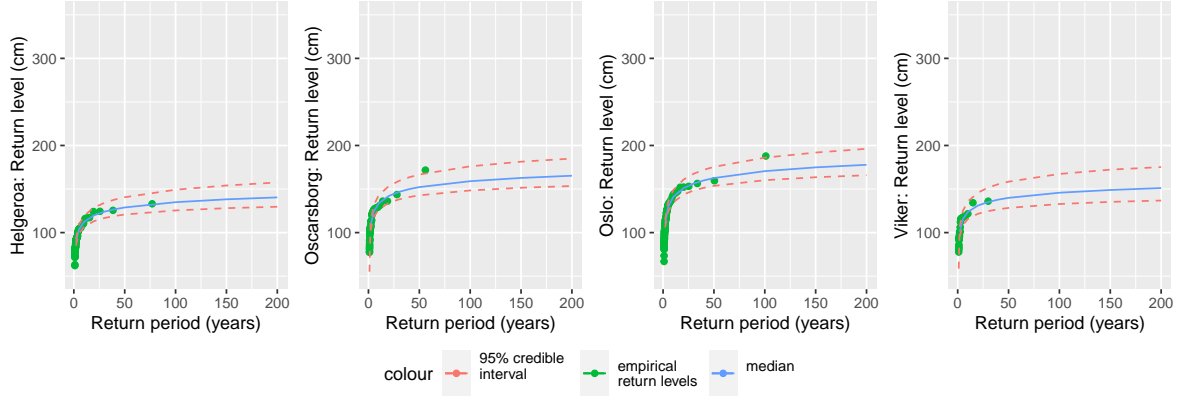 Helgeroa: Return level (cm)
300
200
100
0 50 100 150 200
Return period (years)
Oscarsborg: Return level (cm)
300
200
100
0 50 100 150 200
Return period (years)
Oslo: Return level (cm)
300
200
100
0 50 100 150 200
Return period (years)
Viker: Return level (cm)
300
200
100
0 50 100 150 200
Return period (years)
colour
95% credible
interval
empirical
return levels
median